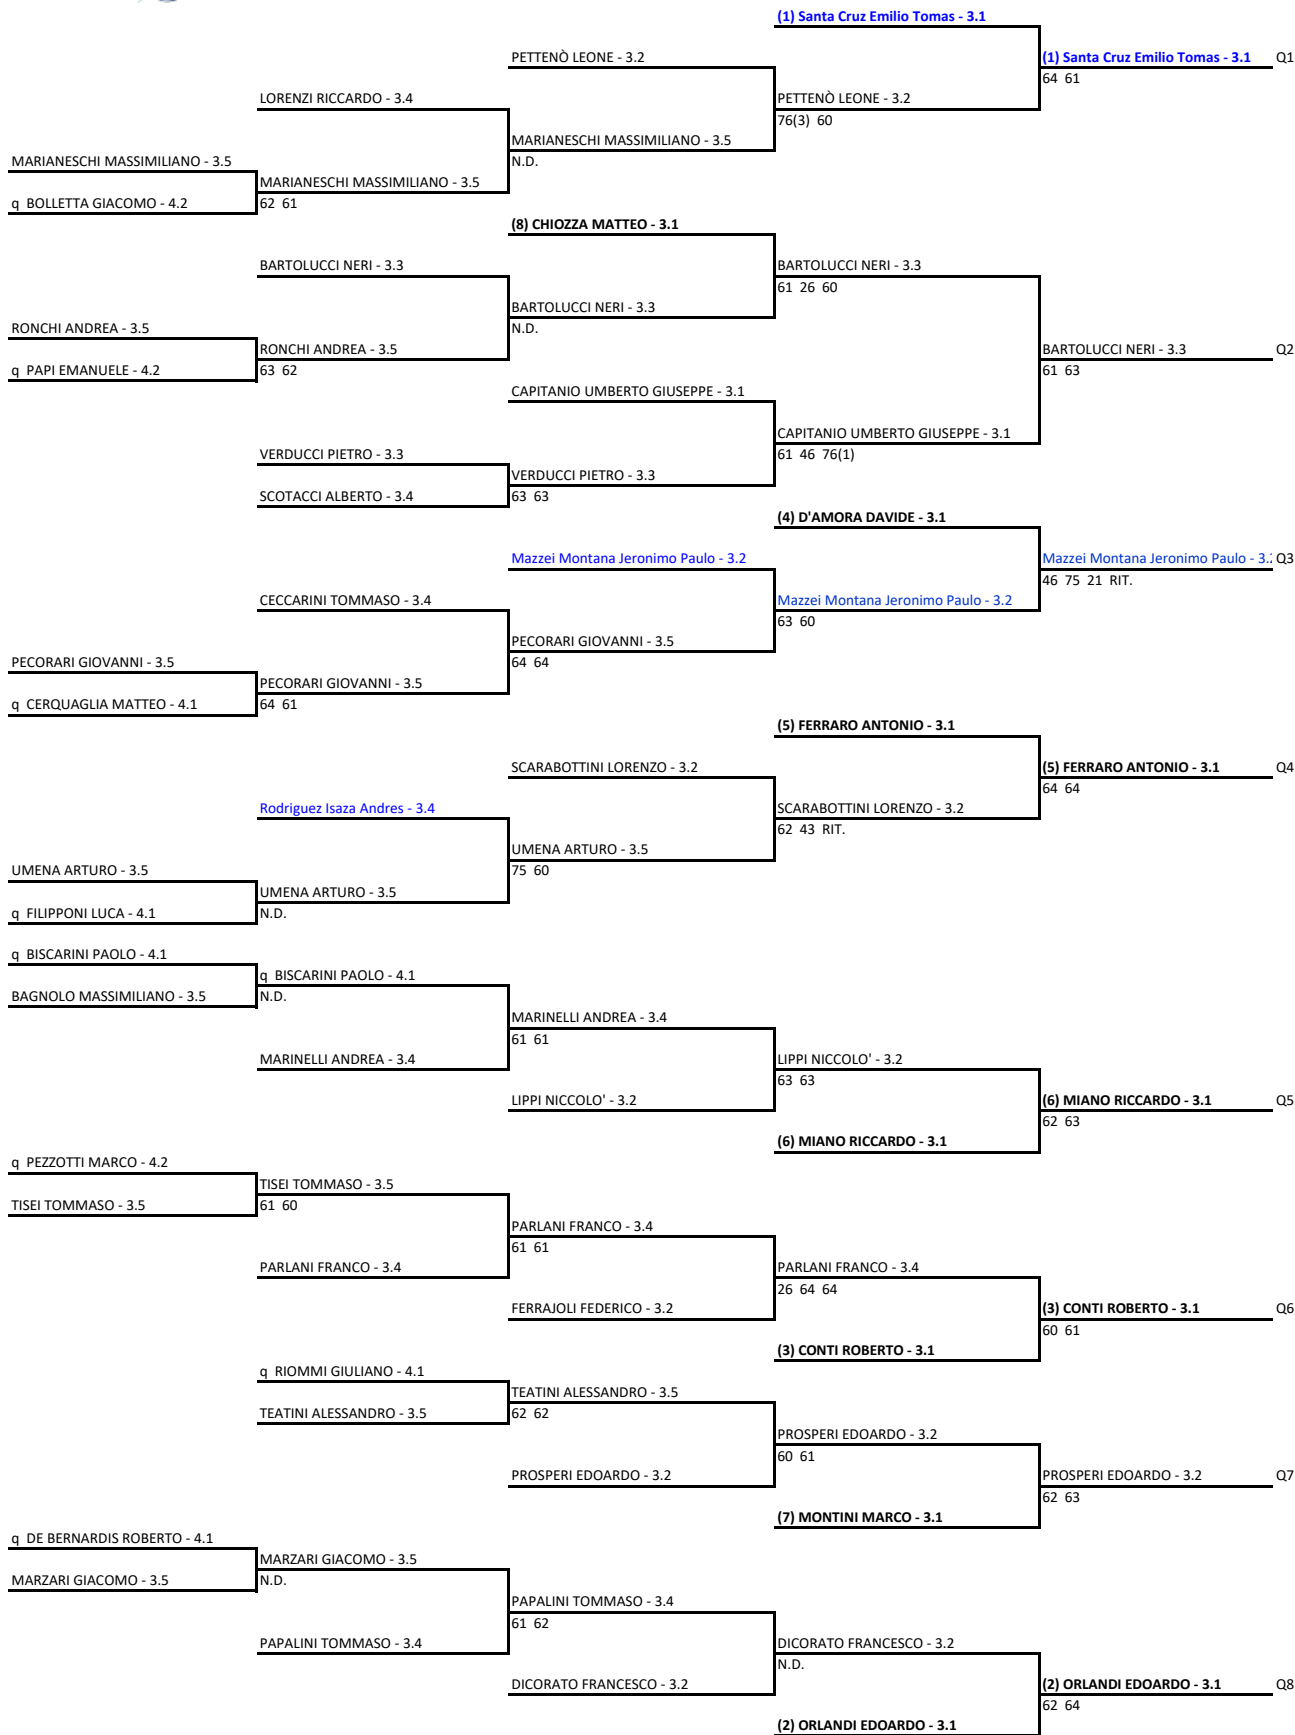 (1) Santa Cruz Emilio Tomas - 3.1
PETTENÒ LEONE - 3.2
(1) Santa Cruz Emilio Tomas - 3.1 Q1
64 61
LORENZI RICCARDO - 3.4
PETTENÒ LEONE - 3.2
76(3) 60
MARIANESCHI MASSIMILIANO - 3.5
N.D.
MARIANESCHI MASSIMILIANO - 3.5
MARIANESCHI MASSIMILIANO - 3.5
62 61
q BOLLETTA GIACOMO - 4.2
(8) CHIOZZA MATTEO - 3.1
BARTOLUCCI NERI - 3.3
BARTOLUCCI NERI - 3.3
61 26 60
BARTOLUCCI NERI - 3.3
N.D.
RONCHI ANDREA - 3.5
RONCHI ANDREA - 3.5
63 62
BARTOLUCCI NERI - 3.3 Q2
61 63
q PAPI EMANUELE - 4.2
CAPITANIO UMBERTO GIUSEPPE - 3.1
CAPITANIO UMBERTO GIUSEPPE - 3.1
61 46 76(1)
VERDUCCI PIETRO - 3.3
VERDUCCI PIETRO - 3.3
63 63
SCOTACCI ALBERTO - 3.4
(4) D'AMORA DAVIDE - 3.1
Mazzei Montana Jeronimo Paulo - 3.2
Mazzei Montana Jeronimo Paulo - 3.2 Q3
46 75 21 RIT.
CECCARINI TOMMASO - 3.4
Mazzei Montana Jeronimo Paulo - 3.2
63 60
PECORARI GIOVANNI - 3.5
64 64
PECORARI GIOVANNI - 3.5
PECORARI GIOVANNI - 3.5
64 61
q CERQUAGLIA MATTEO - 4.1
(5) FERRARO ANTONIO - 3.1
SCARABOTTINI LORENZO - 3.2
(5) FERRARO ANTONIO - 3.1 Q4
64 64
Rodriguez Isaza Andres - 3.4
SCARABOTTINI LORENZO - 3.2
62 43 RIT.
UMENA ARTURO - 3.5
75 60
UMENA ARTURO - 3.5
UMENA ARTURO - 3.5
N.D.
q FILIPPONI LUCA - 4.1
q BISCARINI PAOLO - 4.1
q BISCARINI PAOLO - 4.1
N.D.
BAGNOLO MASSIMILIANO - 3.5
MARINELLI ANDREA - 3.4
61 61
MARINELLI ANDREA - 3.4
LIPPI NICCOLO' - 3.2
63 63
LIPPI NICCOLO' - 3.2
(6) MIANO RICCARDO - 3.1 Q5
62 63
(6) MIANO RICCARDO - 3.1
q PEZZOTTI MARCO - 4.2
TISEI TOMMASO - 3.5
61 60
TISEI TOMMASO - 3.5
PARLANI FRANCO - 3.4
61 61
PARLANI FRANCO - 3.4
PARLANI FRANCO - 3.4
26 64 64
FERRAJOLI FEDERICO - 3.2
(3) CONTI ROBERTO - 3.1 Q6
60 61
(3) CONTI ROBERTO - 3.1
q RIOMMI GIULIANO - 4.1
TEATINI ALESSANDRO - 3.5
62 62
TEATINI ALESSANDRO - 3.5
PROSPERI EDOARDO - 3.2
60 61
PROSPERI EDOARDO - 3.2
PROSPERI EDOARDO - 3.2 Q7
62 63
(7) MONTINI MARCO - 3.1
q DE BERNARDIS ROBERTO - 4.1
MARZARI GIACOMO - 3.5
N.D.
MARZARI GIACOMO - 3.5
PAPALINI TOMMASO - 3.4
61 62
PAPALINI TOMMASO - 3.4
DICORATO FRANCESCO - 3.2
N.D.
DICORATO FRANCESCO - 3.2
(2) ORLANDI EDOARDO - 3.1 Q8
62 64
(2) ORLANDI EDOARDO - 3.1